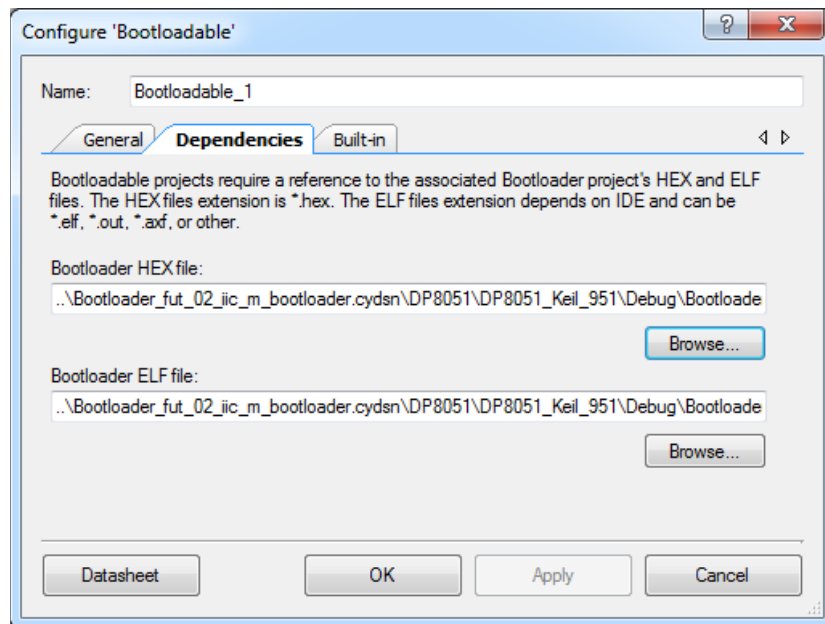 Configure 'Bootloadable'
Name: Bootloadable_1
General Dependencies Built-in
Bootloadable projects require a reference to the associated Bootloader project's HEX and ELF
files. The HEX files extension is *.hex. The ELF files extension depends on IDE and can be
*.elf, *.out, *.axf, or other.
Bootloader HEX file:
..\Bootloader_fut_02_iic_m_bootloader.cydsn\DP8051\DP8051_Keil_951\Debug\Bootloade
Browse...
Bootloader ELF file:
..\Bootloader_fut_02_iic_m_bootloader.cydsn\DP8051\DP8051_Keil_951\Debug\Bootloade
Browse...
Datasheet OK Apply Cancel